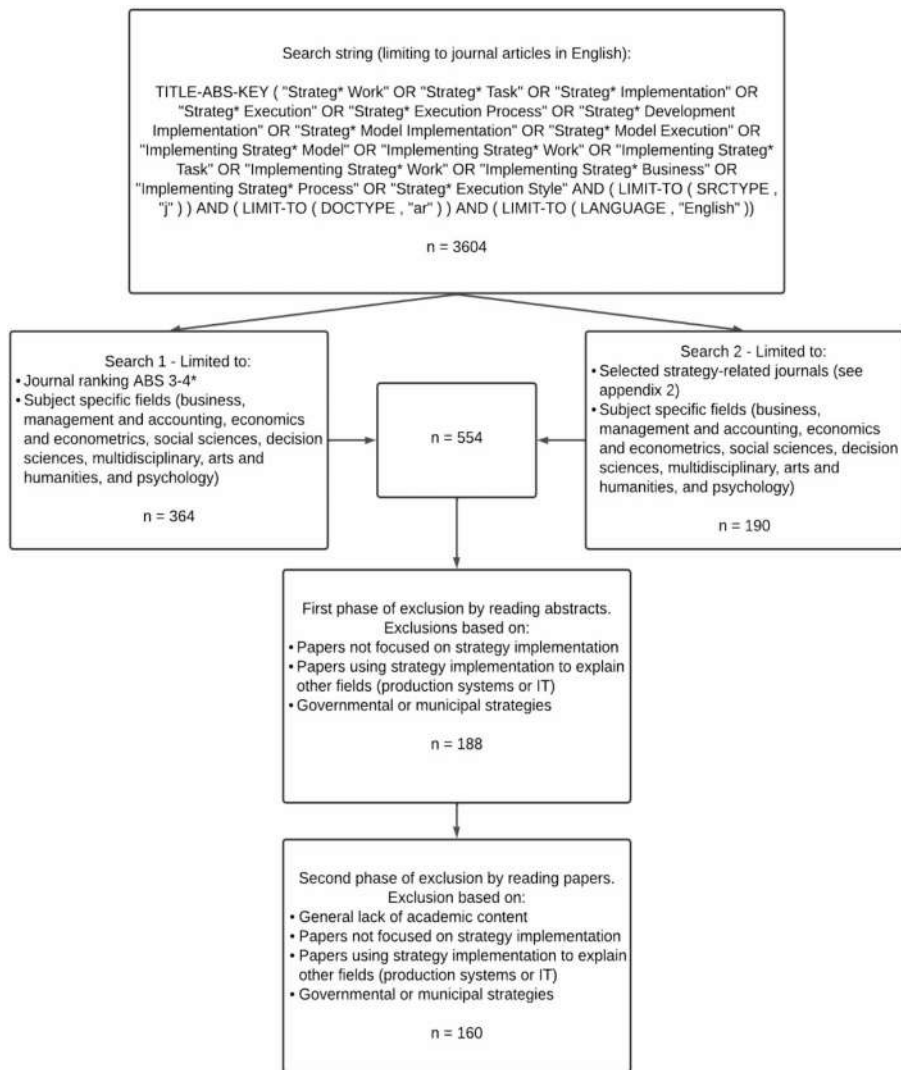 Search string (limiting to journal articles in English):
TITLE-ABS-KEY ( "Strateg* Work" OR "Strateg* Task" OR "Strateg* Implementation" OR
"Strateg* Execution" OR "Strateg* Execution Process" OR "Strateg* Development
Implementation" OR "Strateg* Model Implementation" OR "Strateg* Model Execution" OR
"Implementing Strateg* Model" OR "Implementing Strateg* Work" OR "Implementing Strateg*
Task" OR "Implementing Strateg* Work" OR "Implementing Strateg* Business" OR
"Implementing Strateg* Process" OR "Strateg* Execution Style" AND ( LIMIT-TO ( SRCTYPE ,
"j" ) ) AND ( LIMIT-TO ( DOCTYPE , "ar" ) ) AND ( LIMIT-TO ( LANGUAGE , "English" ))
n = 3604
Search 1 - Limited to:
• Journal ranking ABS 3-4*
• Subject specific fields (business,
management and accounting, economics
and econometrics, social sciences, decision
sciences, multidisciplinary, arts and
humanities, and psychology)
n = 364
n = 554
Search 2 - Limited to:
• Selected strategy-related journals (see
appendix 2)
• Subject specific fields (business,
management and accounting, economics
and econometrics, social sciences, decision
sciences, multidisciplinary, arts and
humanities, and psychology)
n = 190
First phase of exclusion by reading abstracts.
Exclusions based on:
• Papers not focused on strategy implementation
• Papers using strategy implementation to explain
other fields (production systems or IT)
• Governmental or municipal strategies
n = 188
Second phase of exclusion by reading papers.
Exclusion based on:
• General lack of academic content
• Papers not focused on strategy implementation
• Papers using strategy implementation to explain
other fields (production systems or IT)
• Governmental or municipal strategies
n = 160